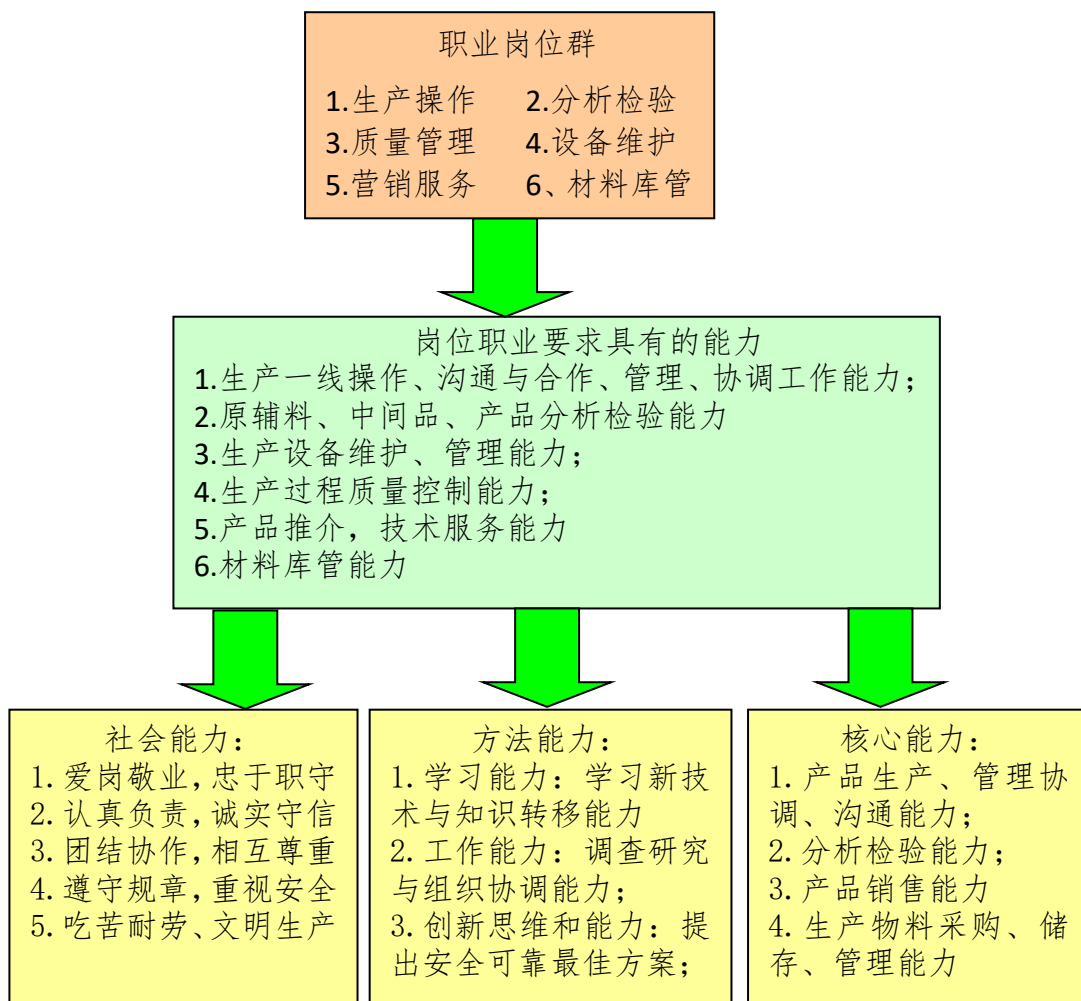 职业岗位群
1.生产操作 2.分析检验
3.质量管理 4.设备维护
5.营销服务 6、材料库管
岗位职业要求具有的能力
1.生产一线操作、沟通与合作、管理、协调工作能力；
2.原辅料、中间品、产品分析检验能力
3.生产设备维护、管理能力；
4.生产过程质量控制能力；
5.产品推介，技术服务能力
6.材料库管能力
社会能力：
1.爱岗敬业,忠于职守
2.认真负责,诚实守信
3.团结协作,相互尊重
4.遵守规章,重视安全
5.吃苦耐劳、文明生产
方法能力：
1.学习能力：学习新技
术与知识转移能力
2.工作能力：调查研究
与组织协调能力；
3.创新思维和能力：提
出安全可靠最佳方案；
核心能力：
1.产品生产、管理协
调、沟通能力；
2.分析检验能力；
3.产品销售能力
4.生产物料采购、储
存、管理能力